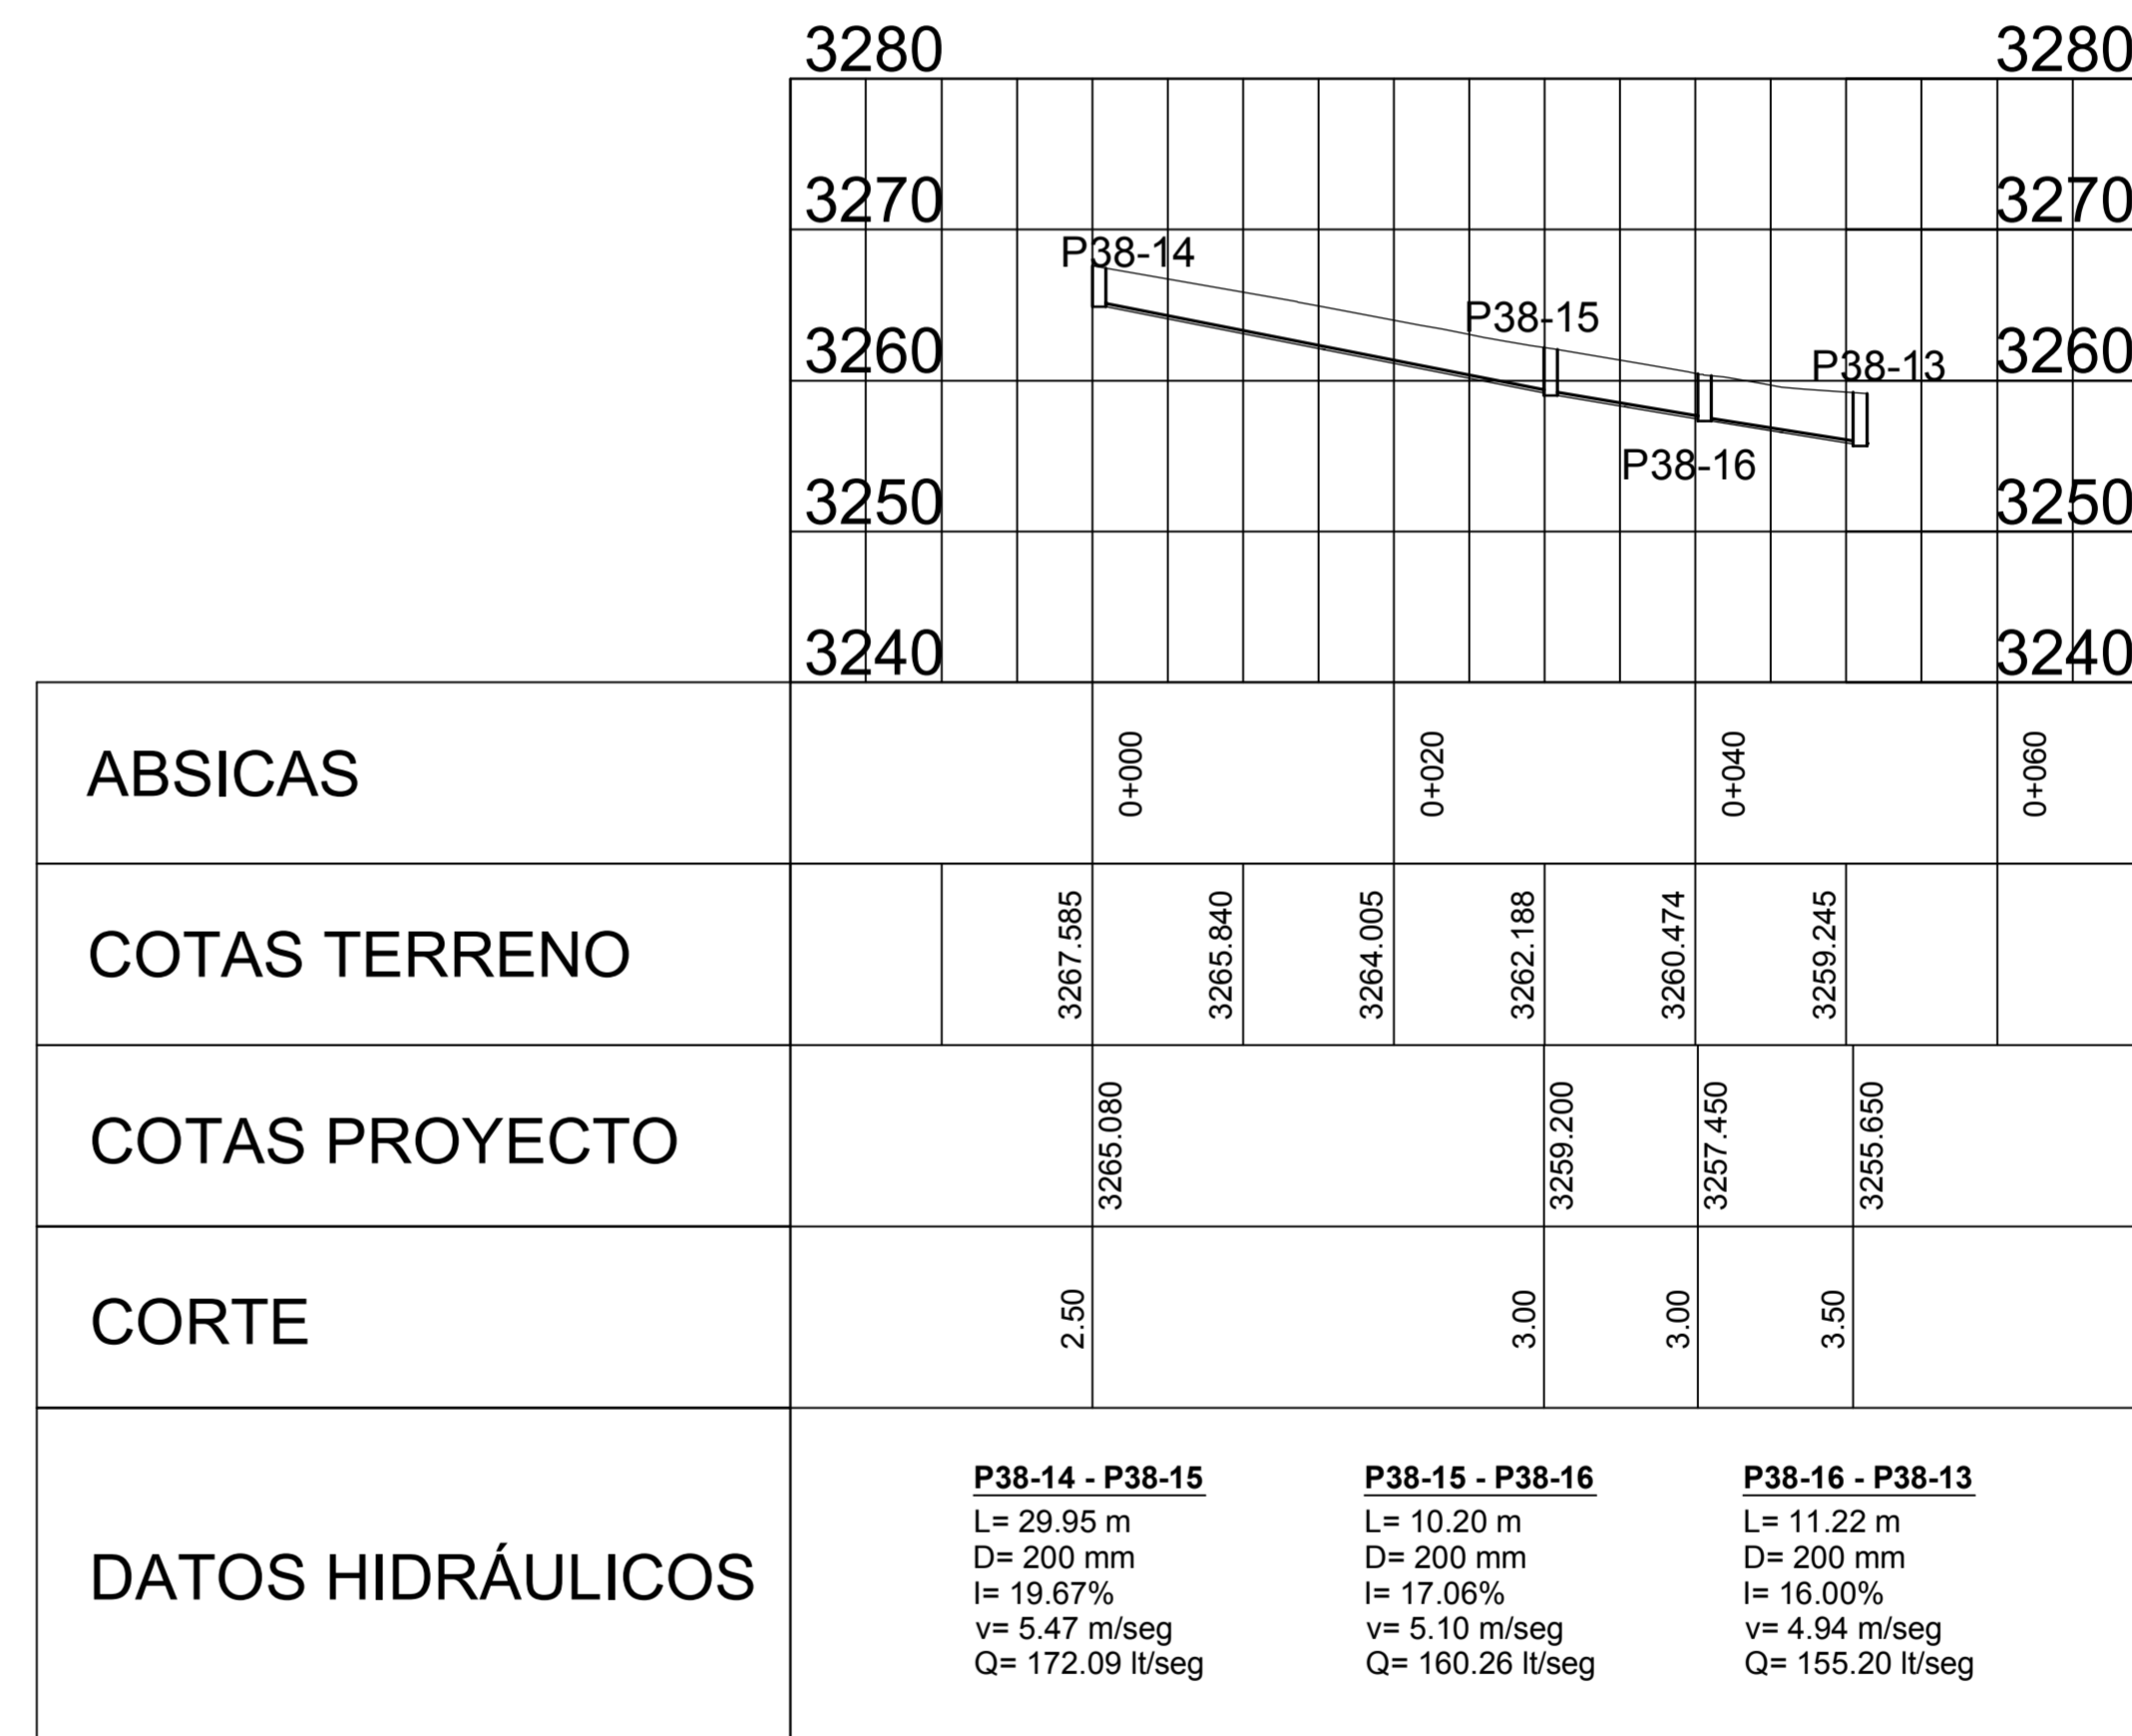 3280 3280
3270 3270
P38-14
P38-15
3260 P38-13 3260
P38-16
3250 3250
3240 3240
ABSICAS 0+000 0+020 0+040 0+060
COTAS TERRENO 3267.585 3265.840 3264.005 3262.188 3260.474 3259.245
COTAS PROYECTO 3265.080 3259.200 3257.450 3255.650
CORTE 2.50 3.00 3.00 3.50
DATOS HIDRÁULICOS
P38-14 - P38-15
L= 29.95 m
D= 200 mm
I= 19.67%
v= 5.47 m/seg
Q= 172.09 lt/seg
P38-15 - P38-16
L= 10.20 m
D= 200 mm
I= 17.06%
v= 5.10 m/seg
Q= 160.26 lt/seg
P38-16 - P38-13
L= 11.22 m
D= 200 mm
I= 16.00%
v= 4.94 m/seg
Q= 155.20 lt/seg